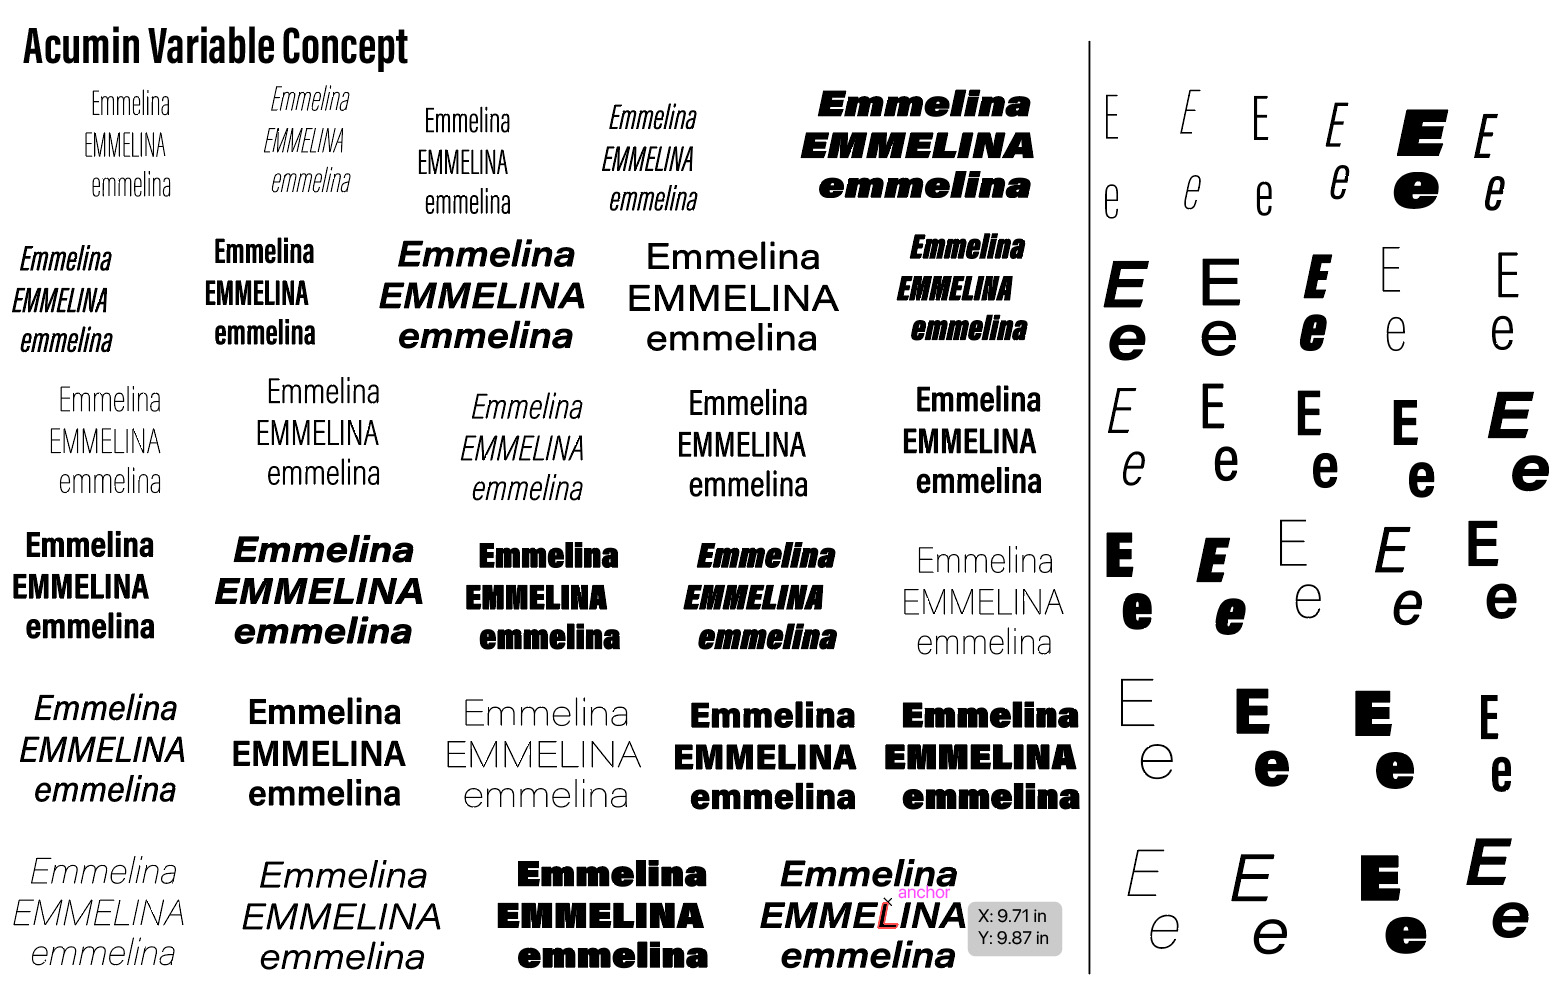 Acumin Variable Concept
Emmelina Emmelina Emmelina Emmelina Emmelina
EMMELINA EMMELINA EMMELINA EMMELINA EMMELINA
emmelina emmelina emmelina emmelina emmelina
Emmelina Emmelina Emmelina Emmelina Emmelina
EMMELINA EMMELINA EMMELINA EMMELINA EMMELINA
emmelina emmelina emmelina emmelina emmelina
Emmelina Emmelina Emmelina Emmelina Emmelina
EMMELINA EMMELINA EMMELINA EMMELINA EMMELINA
emmelina emmelina emmelina emmelina emmelina
Emmelina Emmelina Emmelina Emmelina Emmelina
EMMELINA EMMELINA EMMELINA EMMELINA EMMELINA
emmelina emmelina emmelina emmelina emmelina
Emmelina Emmelina Emmelina Emmelina Emmelina
EMMELINA EMMELINA EMMELINA EMMELINA EMMELINA
emmelina emmelina emmelina emmelina emmelina
Emmelina Emmelina Emmelina Emmelina
anchor
EMMELINA EMMELINA EMMELINA EMMELINA
emmelina emmelina emmelina emmelina
X: 9.71 in
Y: 9.87 in
E E E E E E
e e e e e e
E E E E E
e e e e e
E E E E E
e e e e e
E E E E E
e e e e e
E E E E
e e e e
E E E E
e e e e